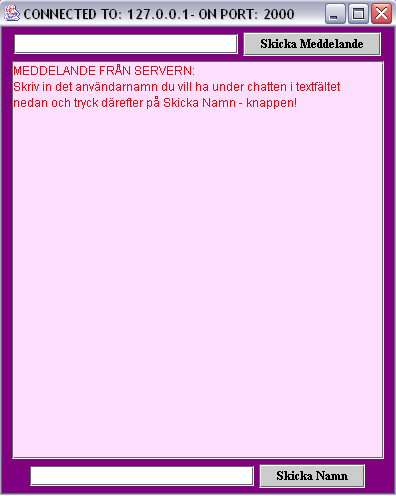 CONNECTED TO: 127.0.0.1- ON PORT: 2000
Skicka Meddelande
MEDDELANDE FRÅN SERVERN:
Skriv in det användarnamn du vill ha under chatten i textfältet
nedan och tryck därefter på Skicka Namn - knappen!
Skicka Namn